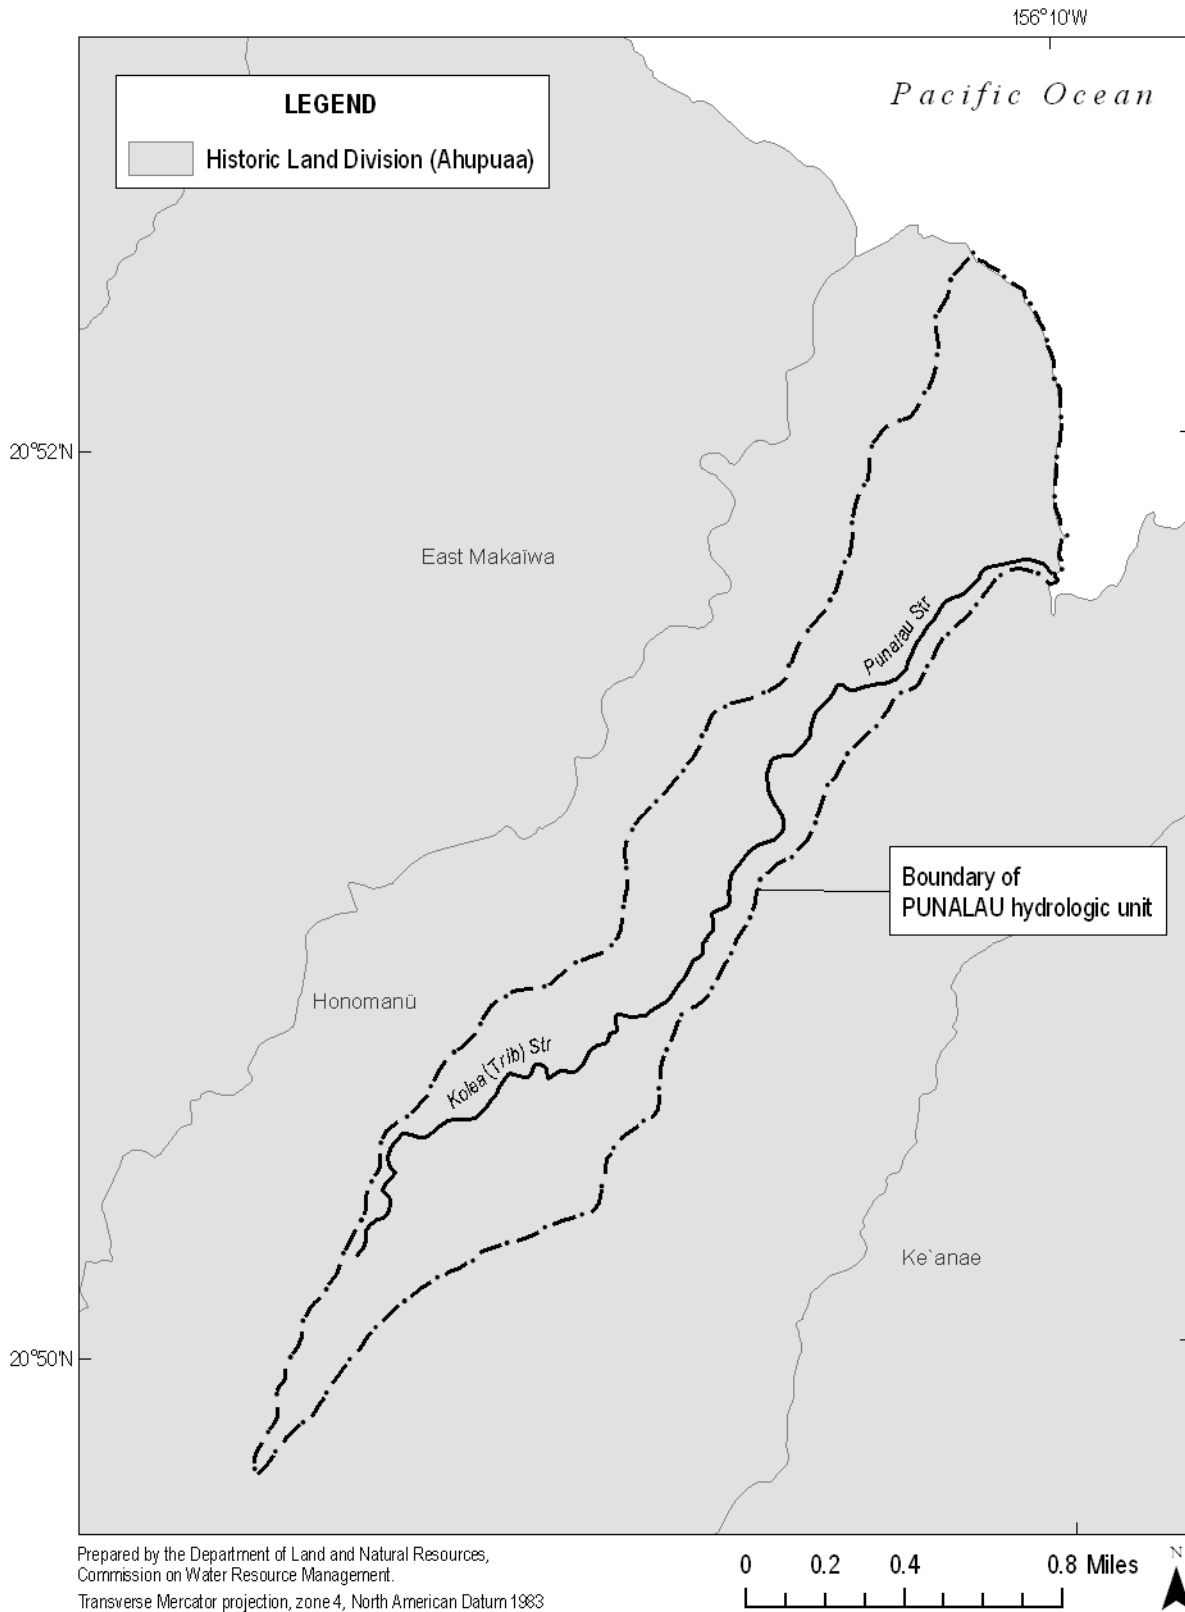 156°10'W
Pacific Ocean
LEGEND
Historic Land Division (Ahupuaa)
20°52'N
East Makaïwa
Punalau Str
Boundary of
PUNALAU hydrologic unit
Honomanü
Kolea (Trib) Str
Ke`anae
20°50'N
Prepared by the Department of Land and Natural Resources,
Commission on Water Resource Management.
Transverse Mercator projection, zone 4, North American Datum 1983
0 0.2 0.4 0.8 Miles
N